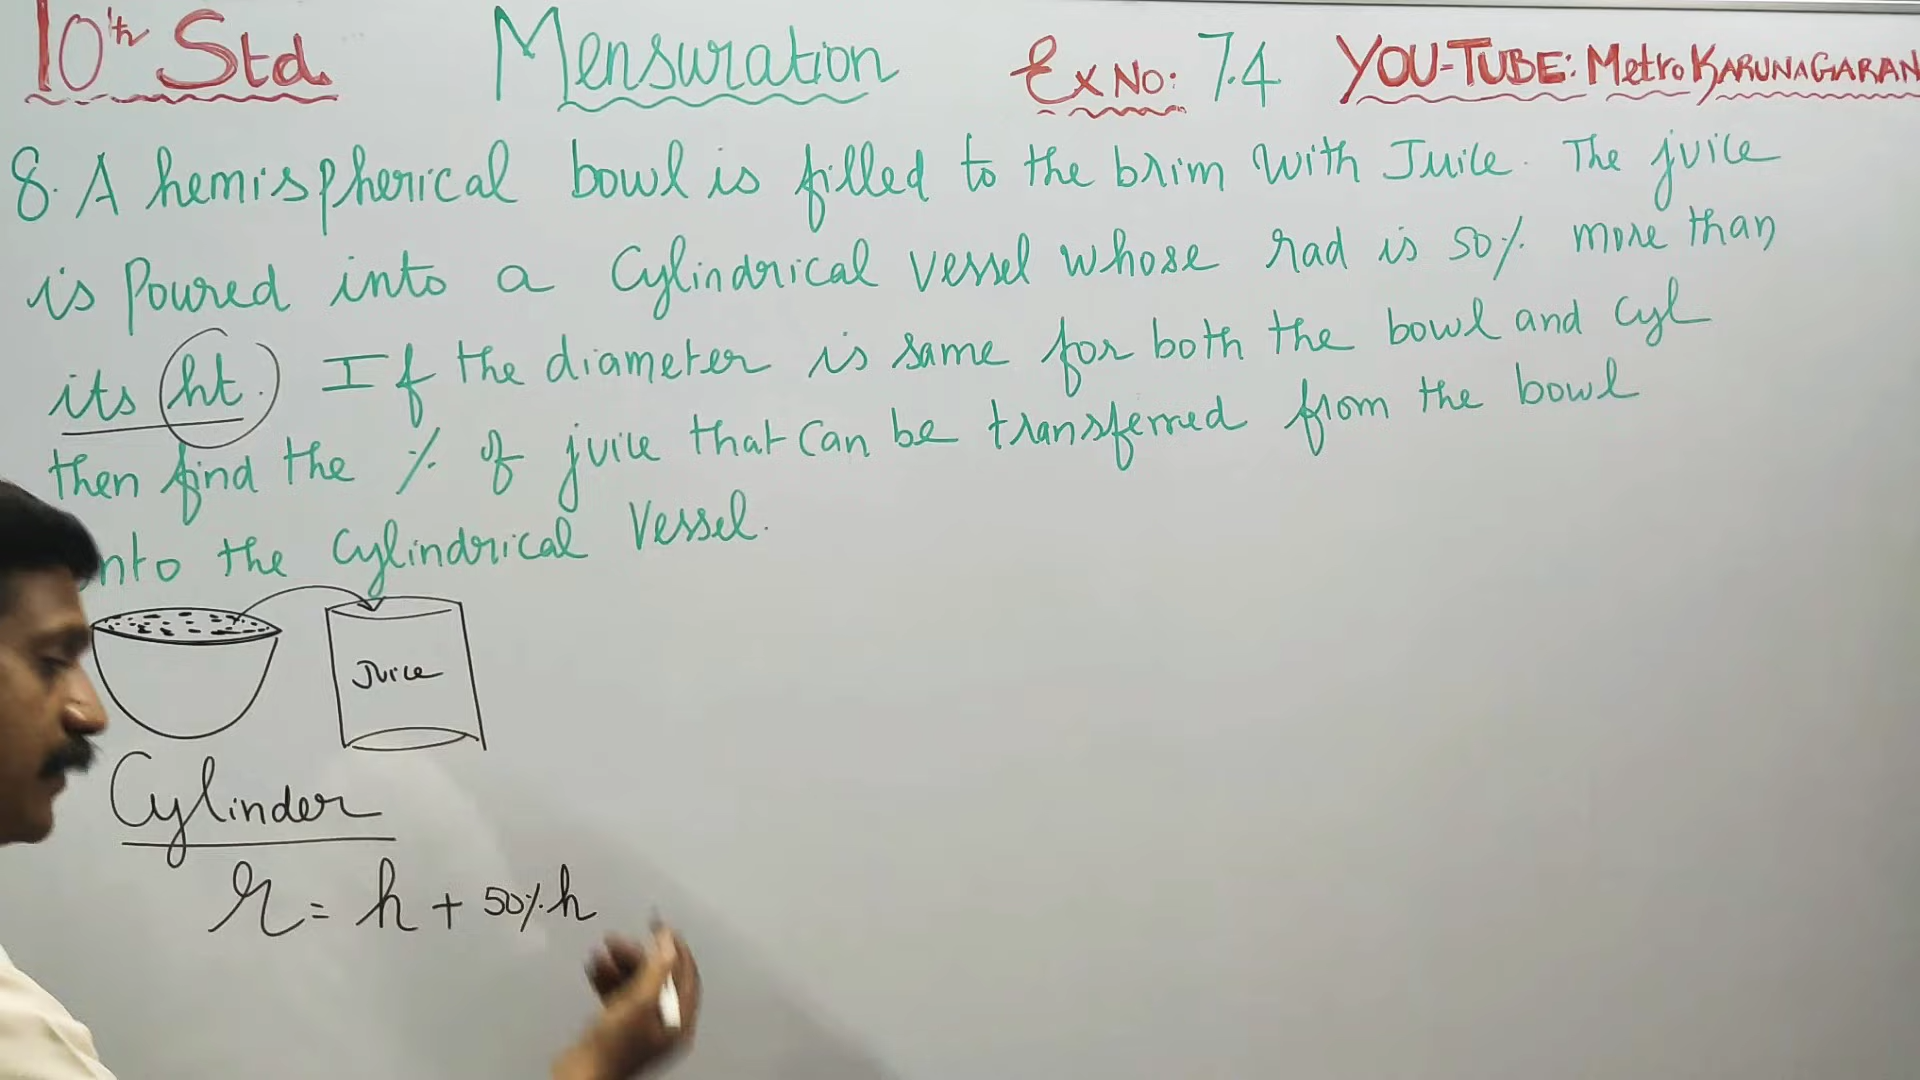 10th Std. Mensuration Ex No: 7.4 YOU-TUBE: Metro KARUNAGARAN
8. A hemispherical bowl is filled to the brim with Juice. The juice
is Poured into a Cylindrical vessel whose rad is 50% more than
its ht. If the diameter is same for both the bowl and cyl
then find the % of juice that can be transferred from the bowl
nto the cylindrical vessel.
Juice
Cylinder
r = h + 50% h